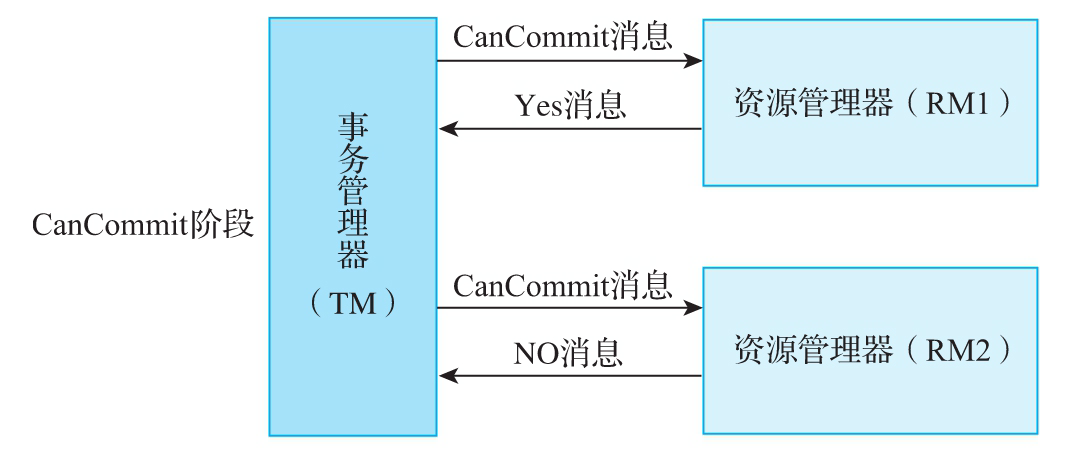 CanCommit阶段
事务管理器
（TM）
CanCommit消息
Yes消息
资源管理器（RM1）
CanCommit消息
NO消息
资源管理器（RM2）